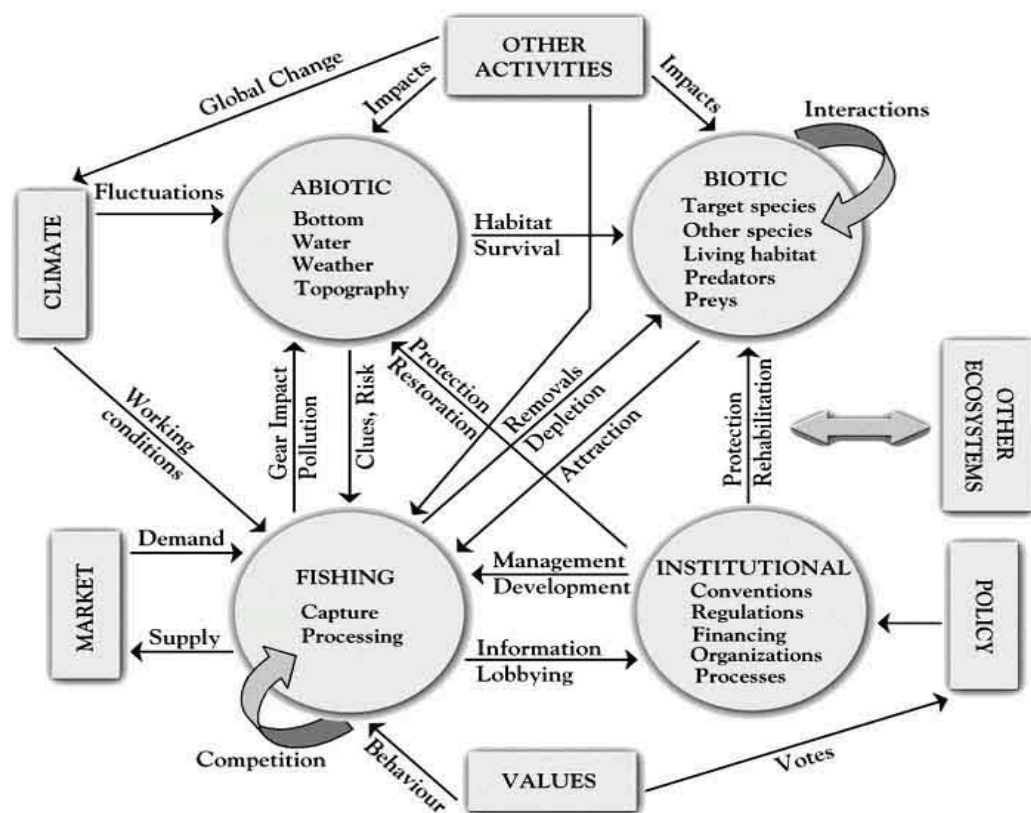 OTHER
ACTIVITIES
Global Change
Impacts
Impacts
Interactions
CLIMATE
Fluctuations
ABIOTIC
Bottom
Water
Weather
Topography
Habitat
Survival
BIOTIC
Target species
Other species
Living habitat
Predators
Preys
Working
conditions
Gear Impact
Pollution
Clues, Risk
Protection
Restoration
Removals
Depletion
Attraction
Protection
Rehabilitation
OTHER
ECOSYSTEMS
MARKET
Demand
Supply
FISHING
Capture
Processing
Management
Development
Information
Lobbying
INSTITUTIONAL
Conventions
Regulations
Financing
Organizations
Processes
POLICY
Competition
Behaviour
VALUES
Votes